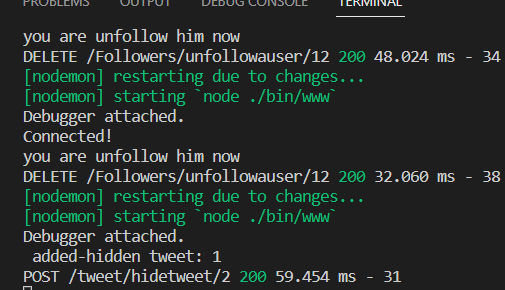 PROBLEMS OUTPUT DEBUG CONSOLE TERMINAL
you are unfollow him now
DELETE /Followers/unfollowauser/12 200 48.024 ms - 34
[nodemon] restarting due to changes...
[nodemon] starting `node ./bin/www`
Debugger attached.
Connected!
you are unfollow him now
DELETE /Followers/unfollowauser/12 200 32.060 ms - 38
[nodemon] restarting due to changes...
[nodemon] starting `node ./bin/www`
Debugger attached.
 added-hidden tweet: 1
POST /tweet/hidetweet/2 200 59.454 ms - 31